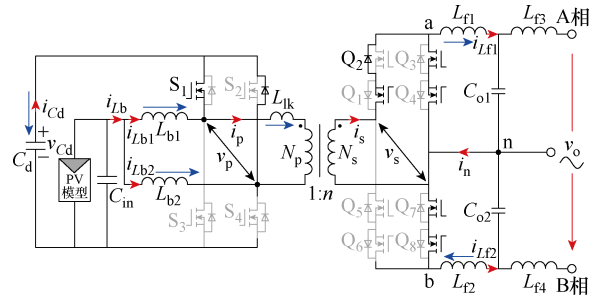 a
L_f1
L_f3
A相
i_Lf1
Q_2
Q_3
S_1
S_2
L_lk
Q_1
Q_4
C_o1
i_Cd
i_Lb
i_Lb1
L_b1
i_p
i_s
n
+
v_Cd
−
C_d
PV
模型
C_in
i_Lb2
L_b2
v_p
N_p
N_s
v_s
i_n
v_o
1:n
S_3
S_4
Q_5
Q_7
C_o2
Q_6
Q_8
i_Lf2
b
L_f2
L_f4
B相